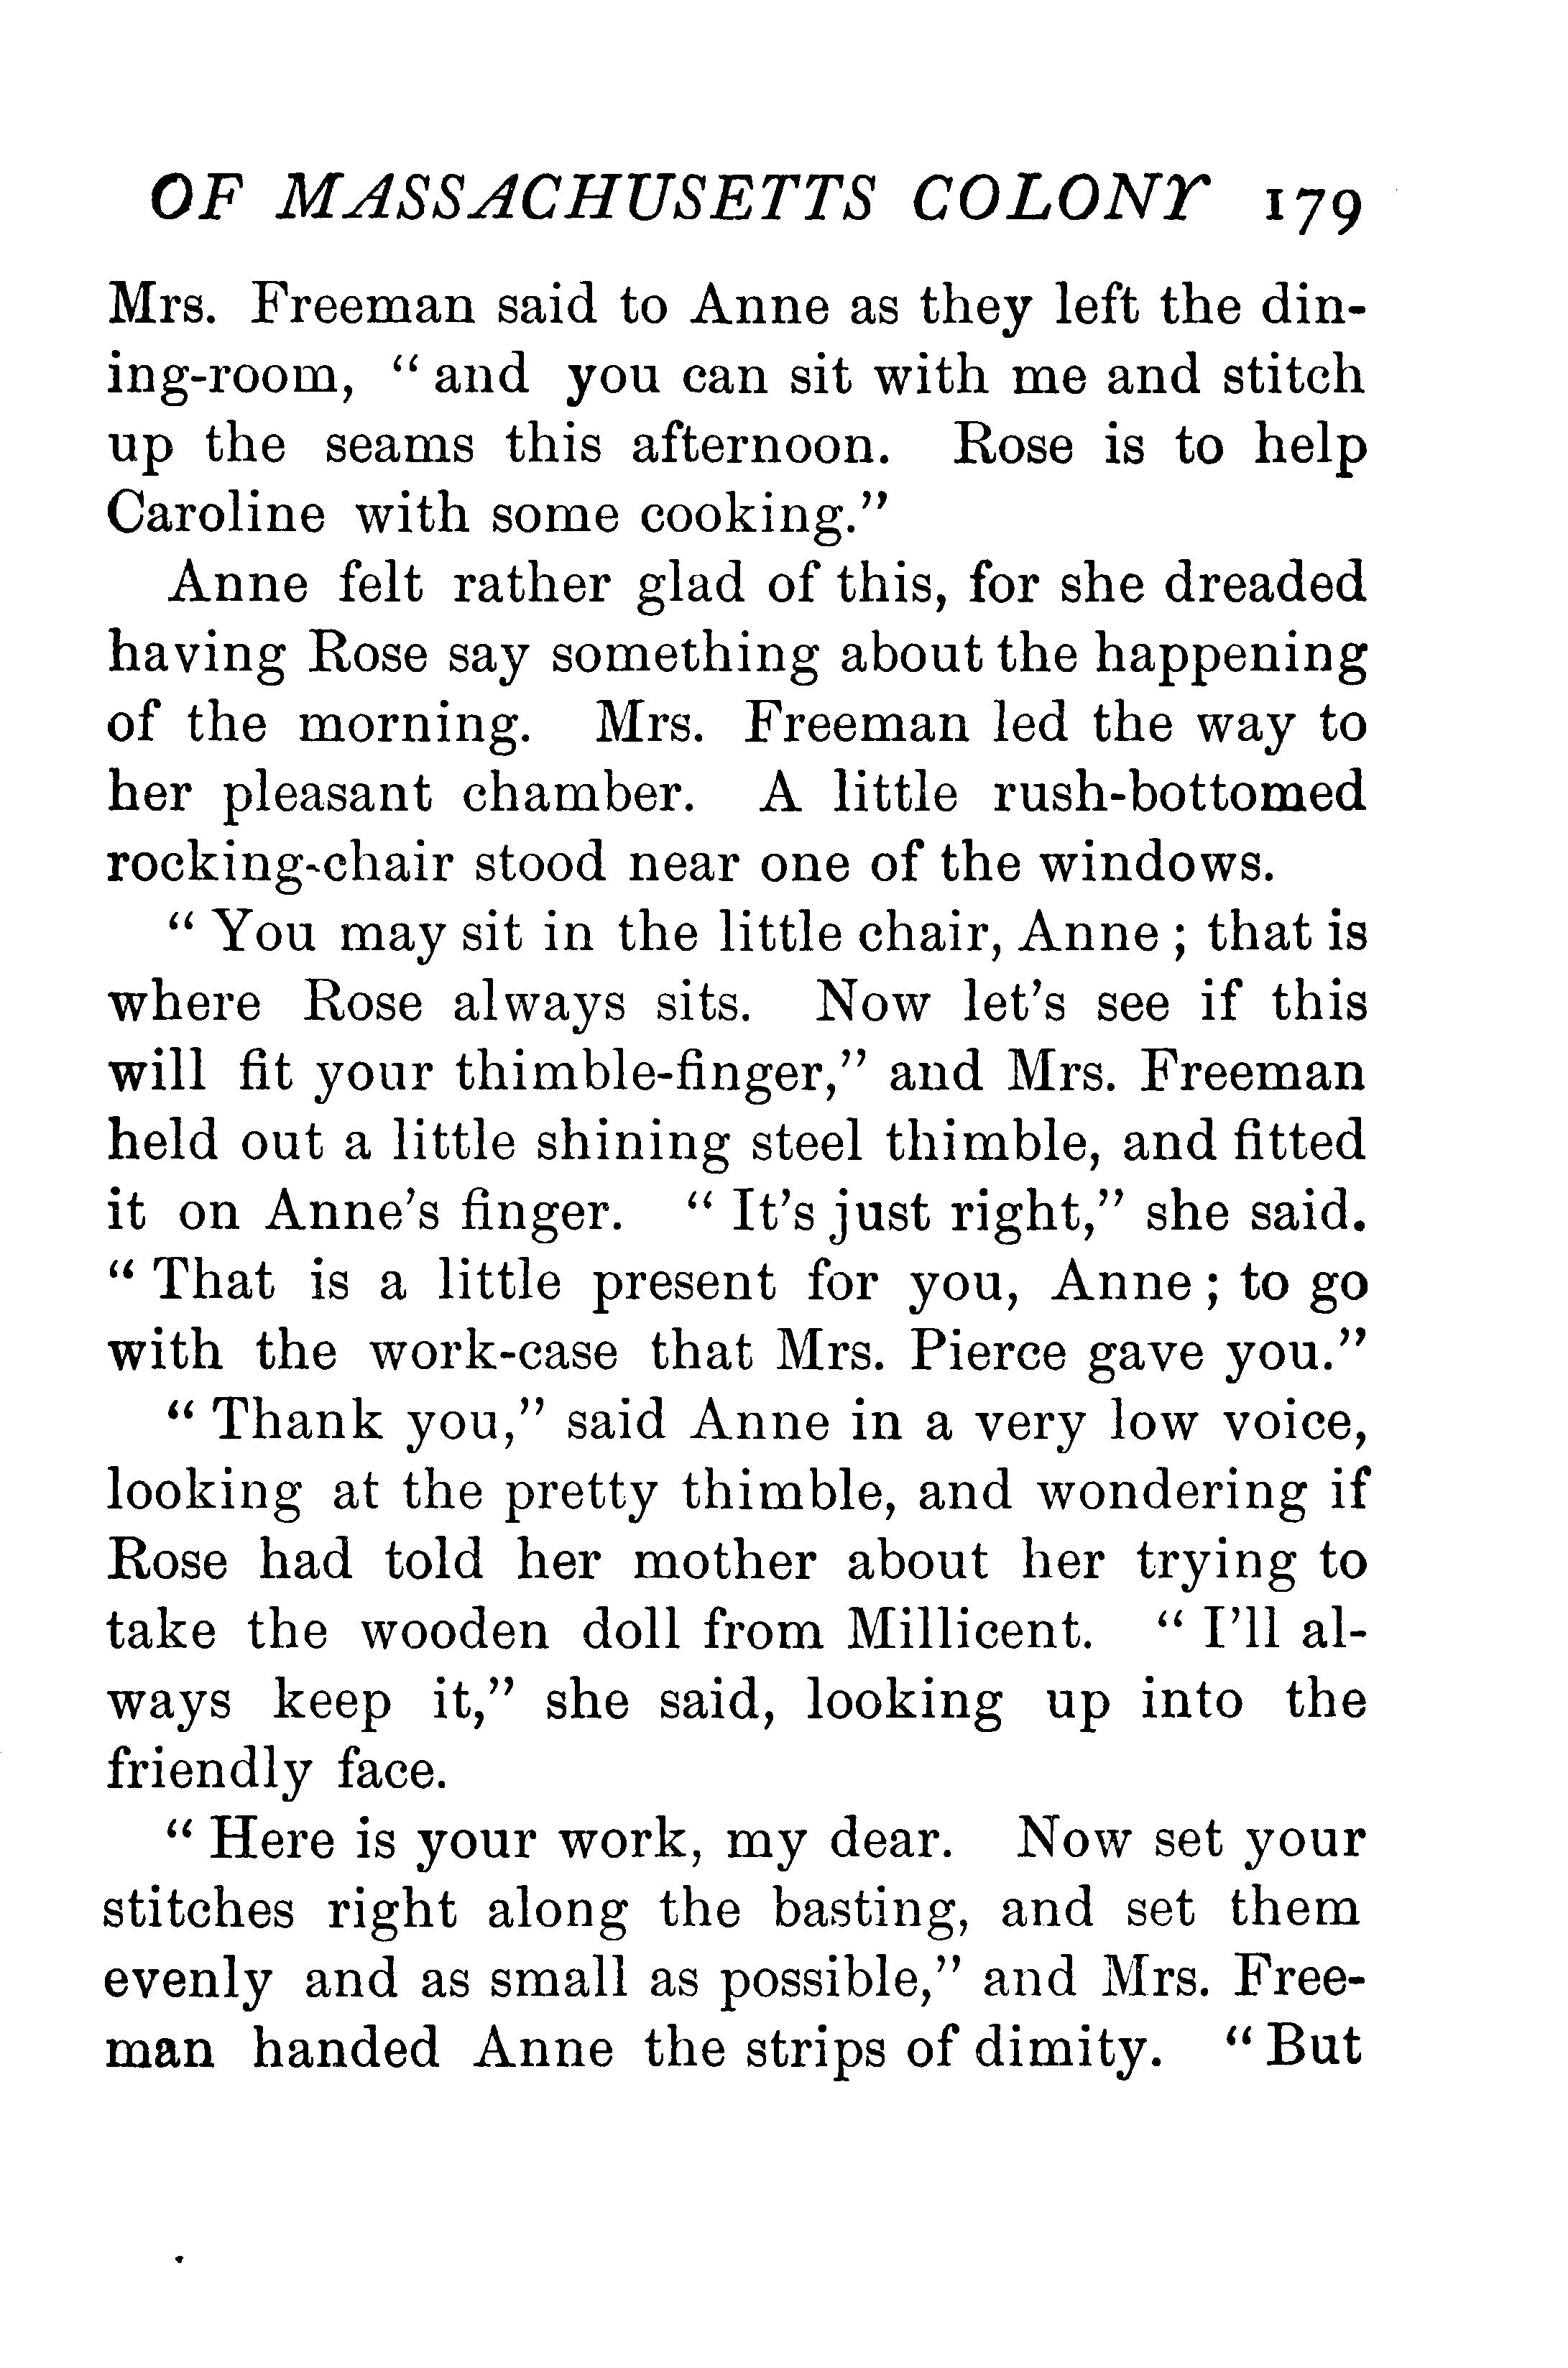 OF MASSACHUSETTS COLONY 179
Mrs. Freeman said to Anne as they left the din-
ing-room, “ and you can sit with me and stitch
up the seams this afternoon. Rose is to help
Caroline with some cooking.”
Anne felt rather glad of this, for she dreaded
having Rose say something about the happening
of the morning. Mrs. Freeman led the way to
her pleasant chamber. A little rush-bottomed
rocking-chair stood near one of the windows.
“ You may sit in the little chair, Anne ; that is
where Rose always sits. Now let’s see if this
will fit your thimble-finger,” and Mrs. Freeman
held out a little shining steel thimble, and fitted
it on Anne’s finger. “ It’s just right,” she said.
“ That is a little present for you, Anne ; to go
with the work-case that Mrs. Pierce gave you.”
“ Thank you,” said Anne in a very low voice,
looking at the pretty thimble, and wondering if
Rose had told her mother about her trying to
take the wooden doll from Millicent. “ I’ll al-
ways keep it,” she said, looking up into the
friendly face.
“ Here is your work, my dear. Now set your
stitches right along the basting, and set them
evenly and as small as possible,” and Mrs. Free-
man handed Anne the strips of dimity. “ But